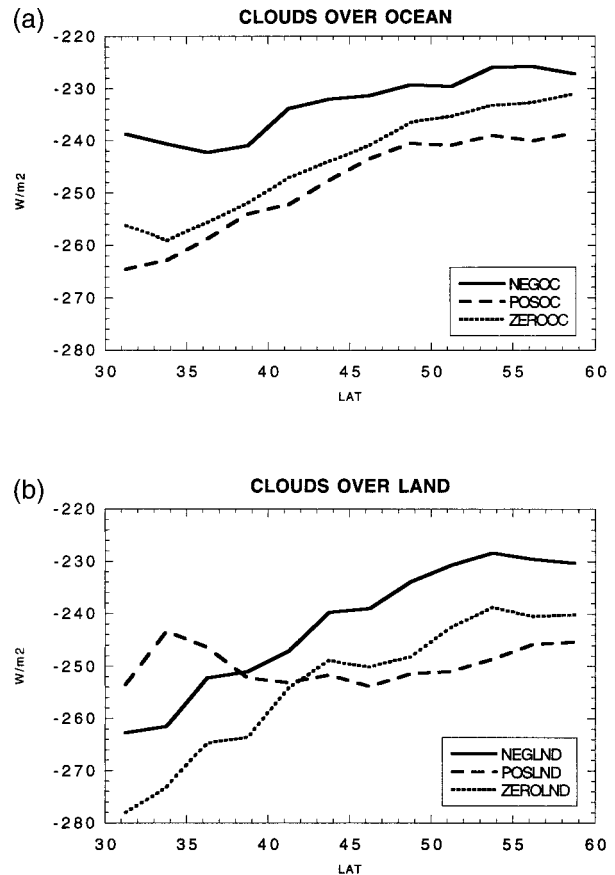 (a)
CLOUDS OVER OCEAN
-220
-230
-240
-250
-260
-270
-280
W/m2
30 35 40 45 50 55 60
LAT
NEGOC
POSOC
ZEROOC
(b)
CLOUDS OVER LAND
-220
-230
-240
-250
-260
-270
-280
W/m2
30 35 40 45 50 55 60
LAT
NEGLND
POSLND
ZEROLND